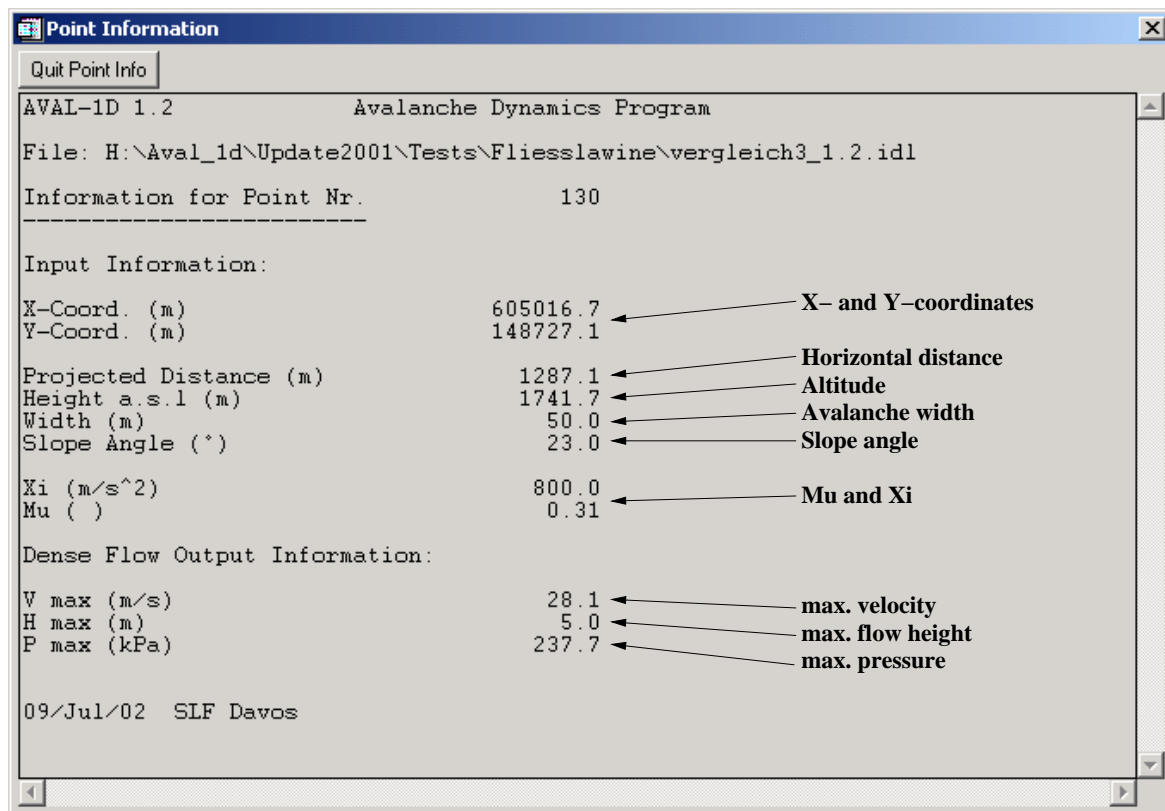 Point Information
Quit Point Info
AVAL-1D 1.2 Avalanche Dynamics Program
File: H:\Aval_1d\Update2001\Tests\Fliesslawine\vergleich3_1.2.idl
Information for Point Nr. 130
-------------------------
Input Information:
X-Coord. (m) 605016.7 X- and Y-coordinates
Y-Coord. (m) 148727.1
Projected Distance (m) 1287.1 Horizontal distance
Height a.s.l (m) 1741.7 Altitude
Width (m) 50.0 Avalanche width
Slope Angle (°) 23.0 Slope angle
Xi (m/s^2) 800.0 Mu and Xi
Mu ( ) 0.31
Dense Flow Output Information:
V max (m/s) 28.1 max. velocity
H max (m) 5.0 max. flow height
P max (kPa) 237.7 max. pressure
09/Jul/02 SLF Davos